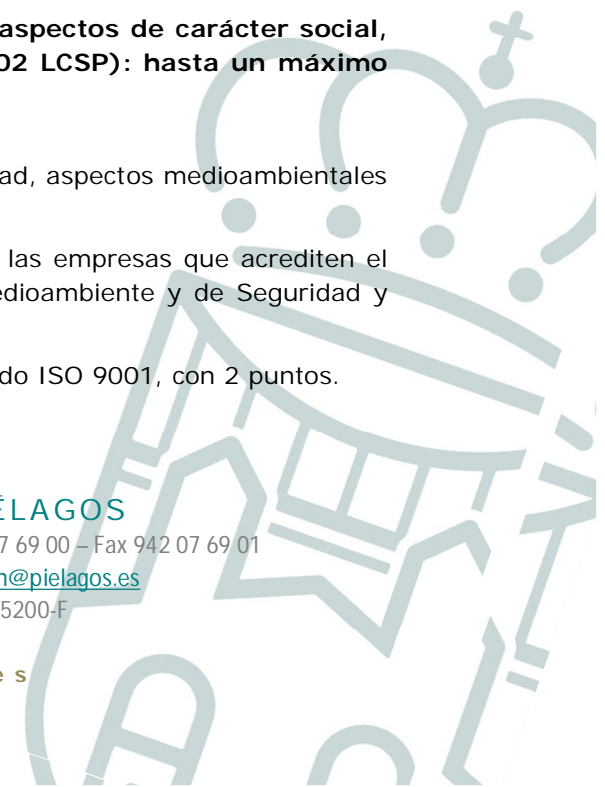 aspectos de carácter social,
02 LCSP): hasta un máximo
ad, aspectos medioambientales
las empresas que acrediten el
edioambiente y de Seguridad y
do ISO 9001, con 2 puntos.
ÉLAGOS
7 69 00 – Fax 942 07 69 01
n@pielagos.es
5200-F
e s